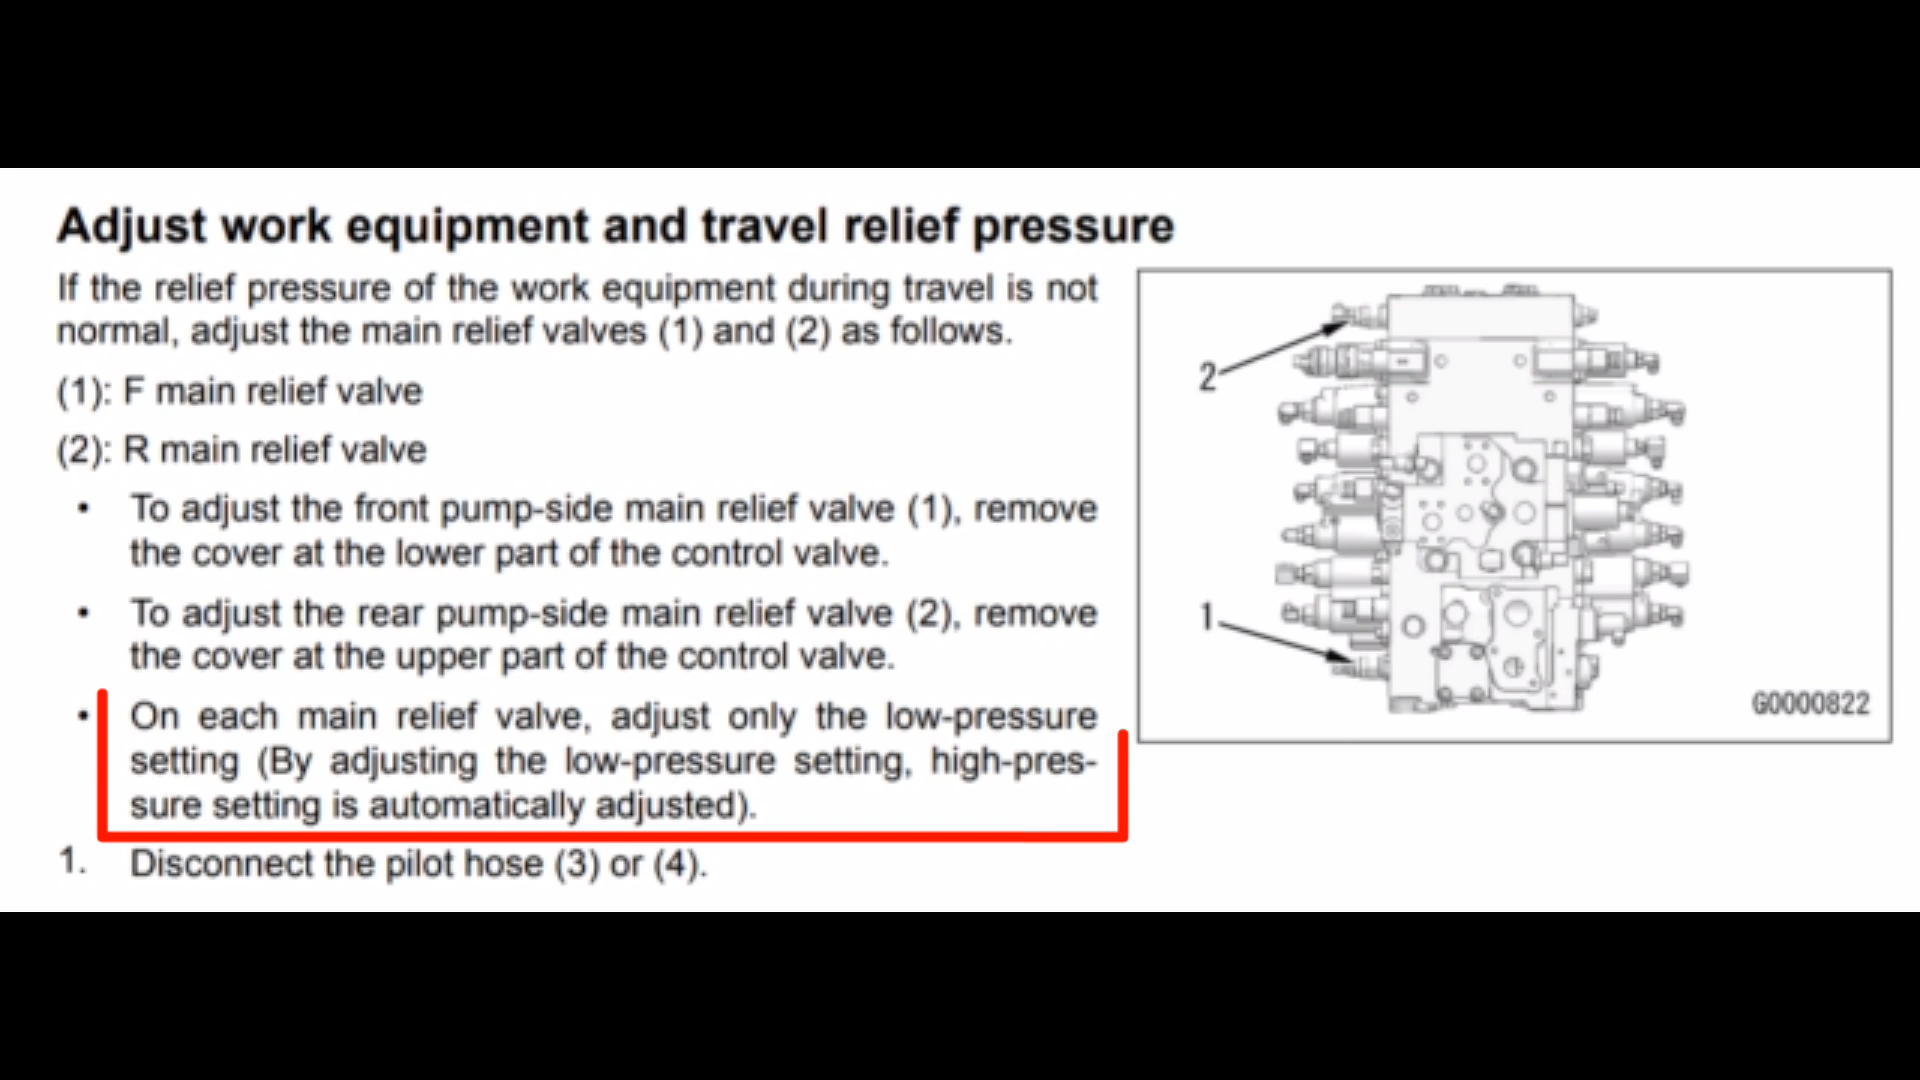 Adjust work equipment and travel relief pressure
If the relief pressure of the work equipment during travel is not
normal, adjust the main relief valves (1) and (2) as follows.
(1): F main relief valve
(2): R main relief valve
• To adjust the front pump-side main relief valve (1), remove
the cover at the lower part of the control valve.
• To adjust the rear pump-side main relief valve (2), remove
the cover at the upper part of the control valve.
• On each main relief valve, adjust only the low-pressure
setting (By adjusting the low-pressure setting, high-pres-
sure setting is automatically adjusted).
1. Disconnect the pilot hose (3) or (4).
2
1
G0000822